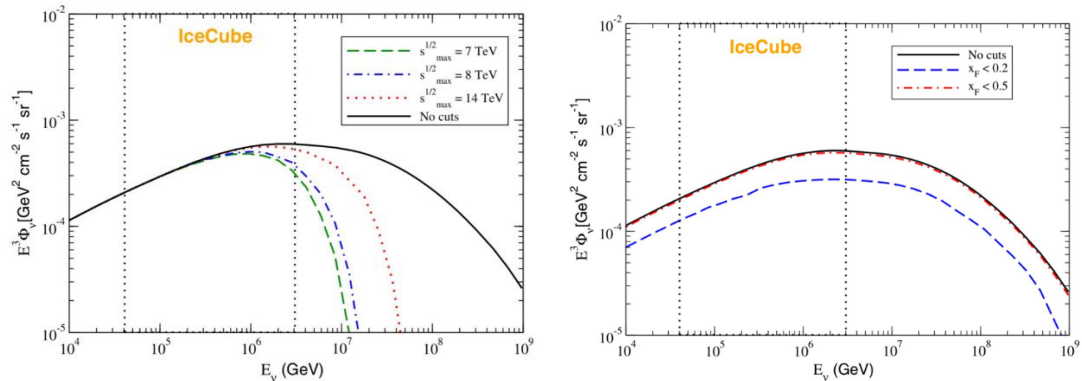 IceCube
s^1/2_max = 7 TeV
s^1/2_max = 8 TeV
s^1/2_max = 14 TeV
No cuts
E^3 Φ_ν[GeV^2 cm^-2 s^-1 sr^-1]
10^-2
10^-3
10^-4
10^-5
10^4 10^5 10^6 10^7 10^8 10^9
E_ν (GeV)
IceCube
No cuts
x_F < 0.2
x_F < 0.5
E^3 Φ_ν[GeV^2 cm^-2 s^-1 sr^-1]
10^-2
10^-3
10^-4
10^-5
10^4 10^5 10^6 10^7 10^8 10^9
E_ν (GeV)